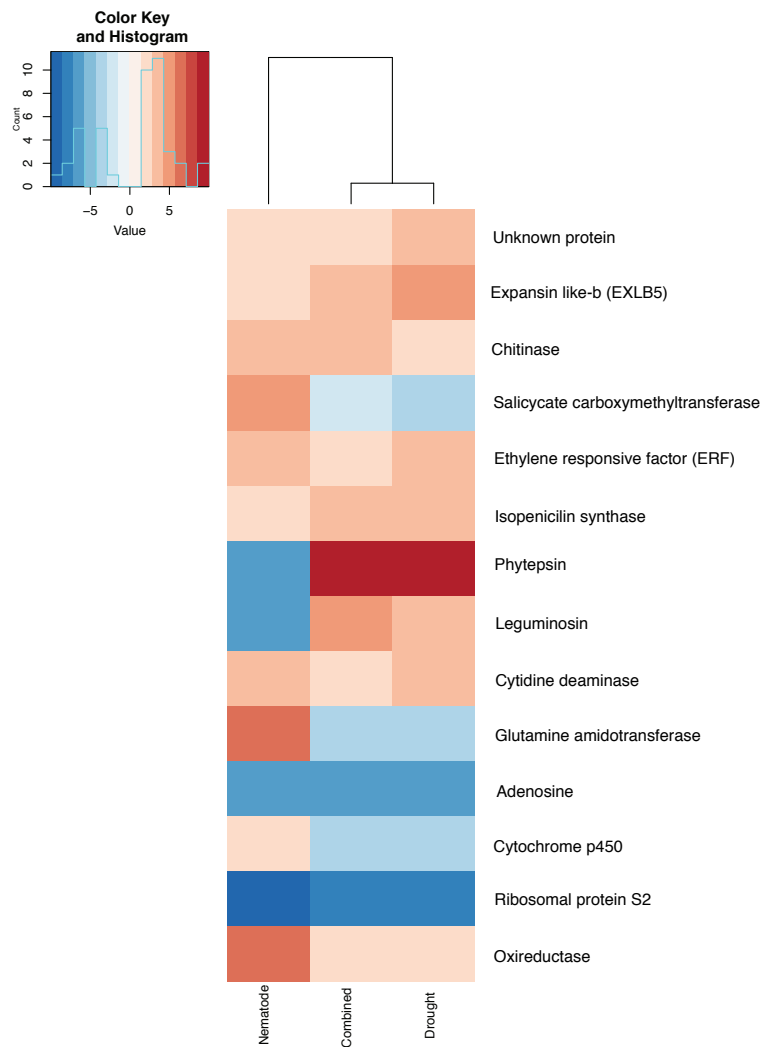 Color Key
and Histogram
Count
0 2 4 6 8 10
−5 0 5
Value
Unknown protein
Expansin like-b (EXLB5)
Chitinase
Salicycate carboxymethyltransferase
Ethylene responsive factor (ERF)
Isopenicilin synthase
Phytepsin
Leguminosin
Cytidine deaminase
Glutamine amidotransferase
Adenosine
Cytochrome p450
Ribosomal protein S2
Oxireductase
Nematode
Combined
Drought